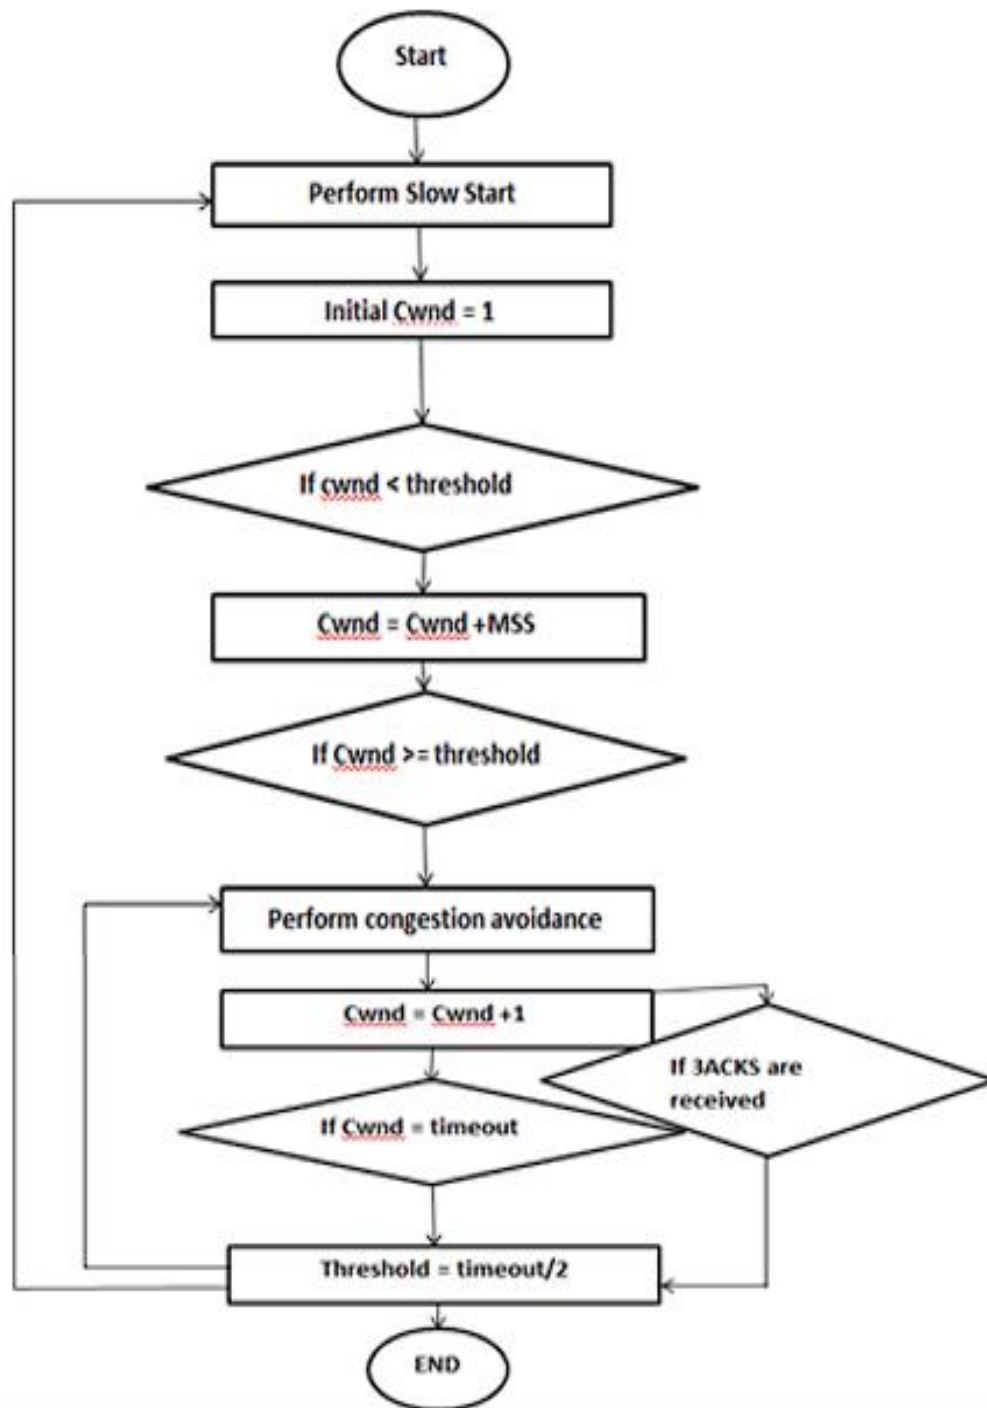 Start
Perform Slow Start
Initial Cwnd = 1
If cwnd < threshold
Cwnd = Cwnd +MSS
If Cwnd >= threshold
Perform congestion avoidance
Cwnd = Cwnd +1
If 3ACKS are
received
If Cwnd = timeout
Threshold = timeout/2
END